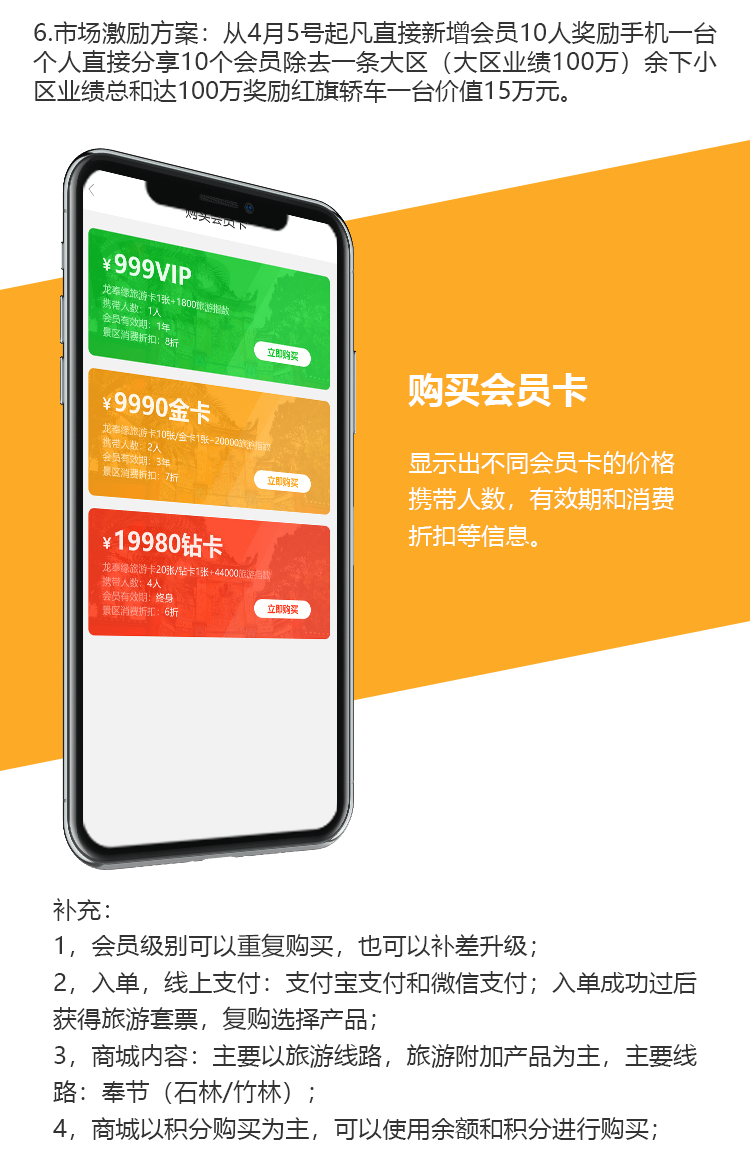 6.市场激励方案：从4月5号起凡直接新增会员10人奖励手机一台
个人直接分享10个会员除去一条大区（大区业绩100万）余下小
区业绩总和达100万奖励红旗轿车一台价值15万元。
购买会员卡
¥999VIP
龙奉缘旅游卡1张+1800旅游指数
携带人数：1人
会员有效期：1年
景区消费折扣：8折
立即购买
¥9990金卡
龙奉缘旅游卡10张/金卡1张+20000旅游指数
携带人数：2人
会员有效期：3年
景区消费折扣：7折
立即购买
¥19980钻卡
龙奉缘旅游卡20张/钻卡1张+44000旅游指数
携带人数：4人
会员有效期：终身
景区消费折扣：6折
立即购买
购买会员卡
显示出不同会员卡的价格
携带人数，有效期和消费
折扣等信息。
补充：
1，会员级别可以重复购买，也可以补差升级；
2，入单，线上支付：支付宝支付和微信支付；入单成功过后
获得旅游套票，复购选择产品；
3，商城内容：主要以旅游线路，旅游附加产品为主，主要线
路：奉节（石林/竹林）；
4，商城以积分购买为主，可以使用余额和积分进行购买；